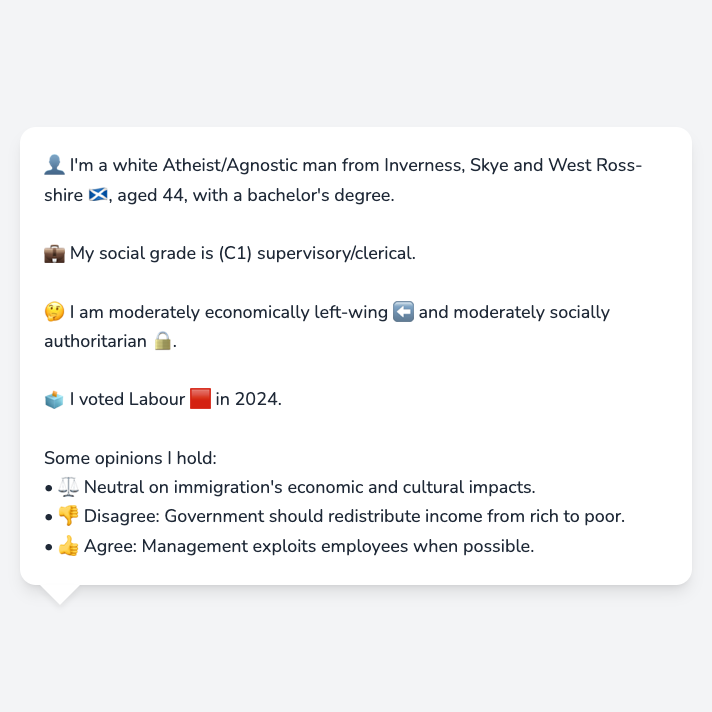 👤 I'm a white Atheist/Agnostic man from Inverness, Skye and West Ross-
shire 🏴󠁧󠁢󠁳󠁣󠁴󠁿, aged 44, with a bachelor's degree.
💼 My social grade is (C1) supervisory/clerical.
🤔 I am moderately economically left-wing ⬅️ and moderately socially
authoritarian 🔒.
🗳️ I voted Labour 🟥 in 2024.
Some opinions I hold:
• ⚖️ Neutral on immigration's economic and cultural impacts.
• 👎 Disagree: Government should redistribute income from rich to poor.
• 👍 Agree: Management exploits employees when possible.